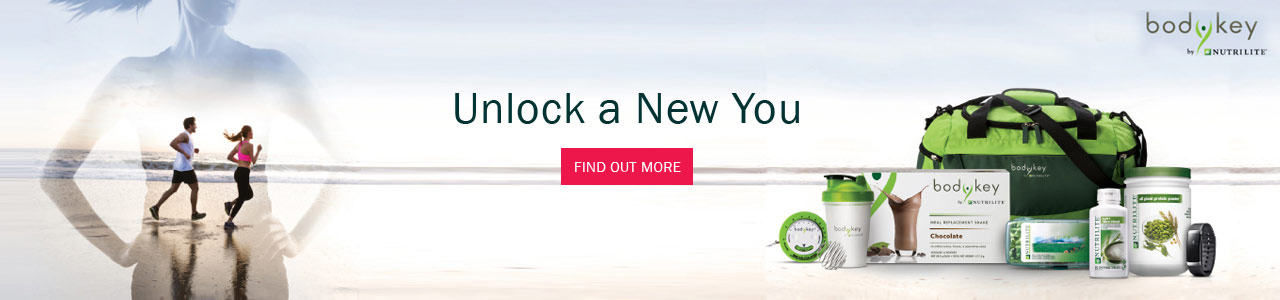 bodykey
by NUTRILITE
Unlock a New You
FIND OUT MORE
bodykey
bodykey
by NUTRILITE
MEAL REPLACEMENT SHAKE
Chocolate
bodykey
bodykey
NUTRILITE
all plant protein powder
NUTRILITE